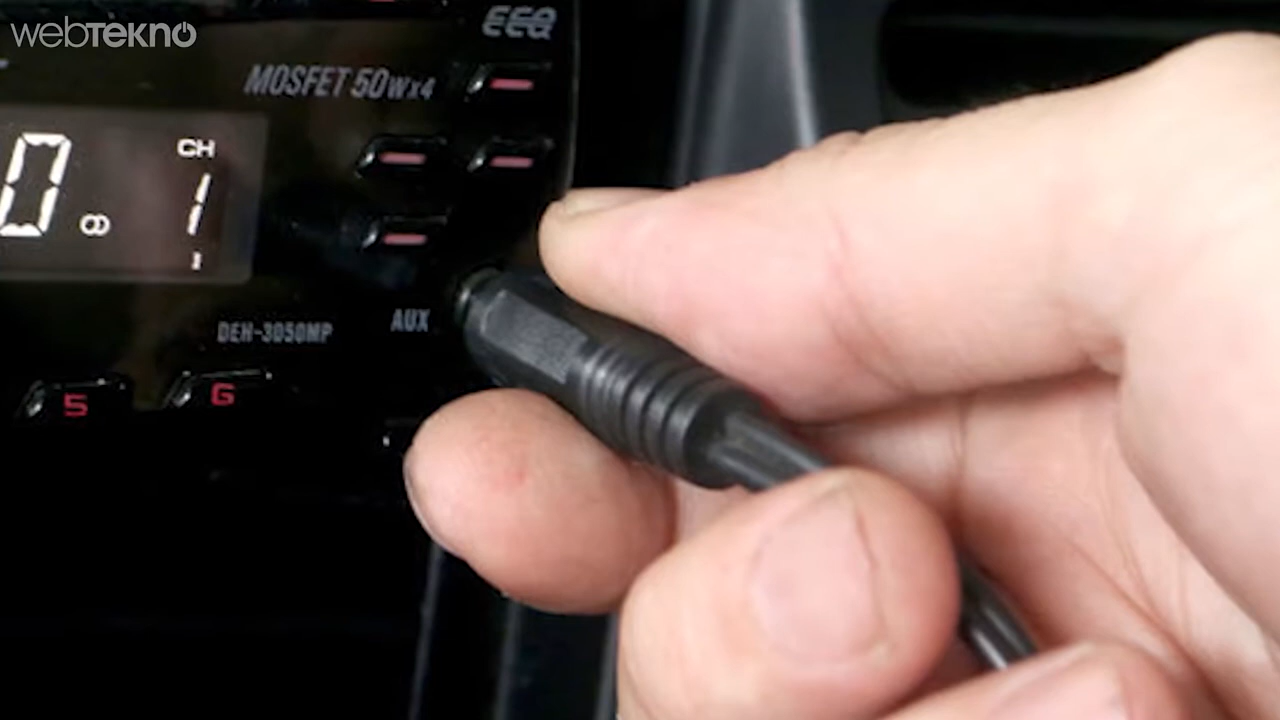 webTEKNO
EEQ
MOSFET 50Wx4
0. CH
1
DEH-3050MP
AUX
5
6